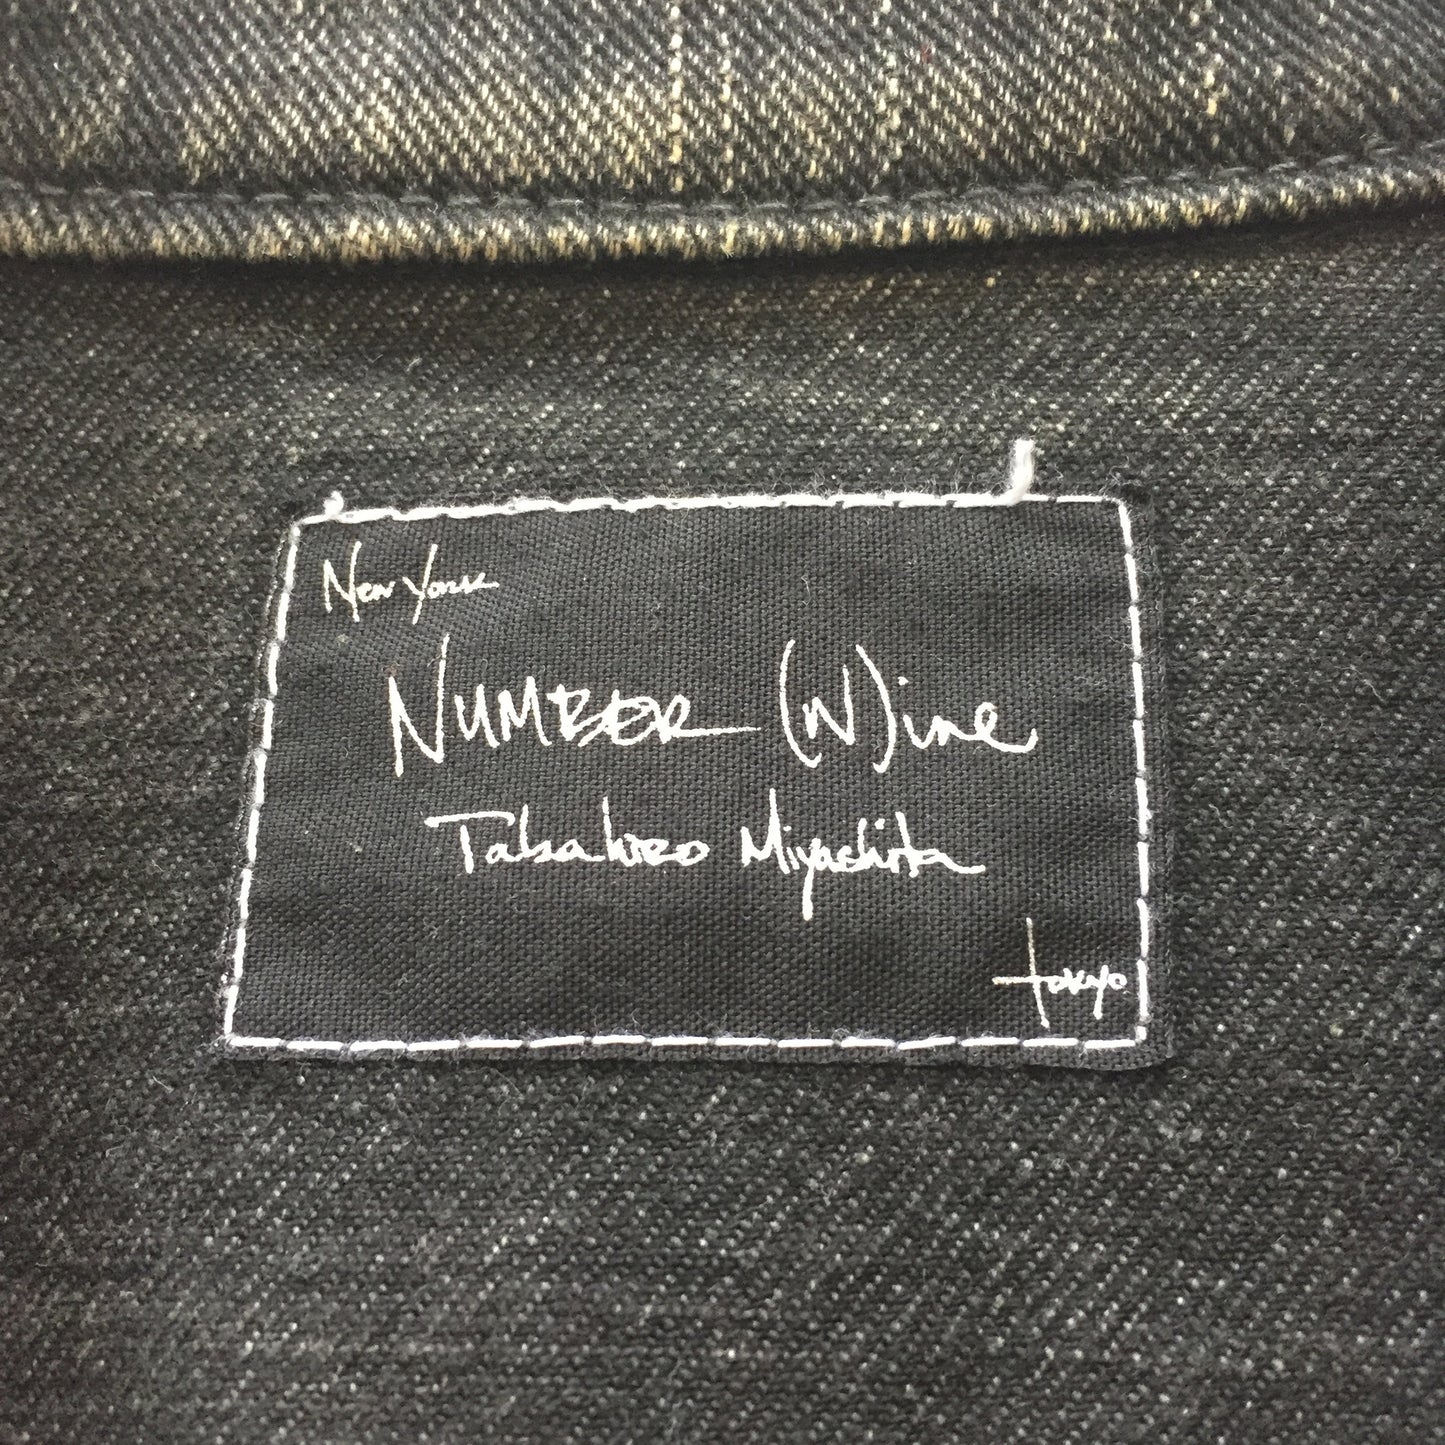 New York
NUMBER (N)ine
Takahiro Miyashita
tokyo